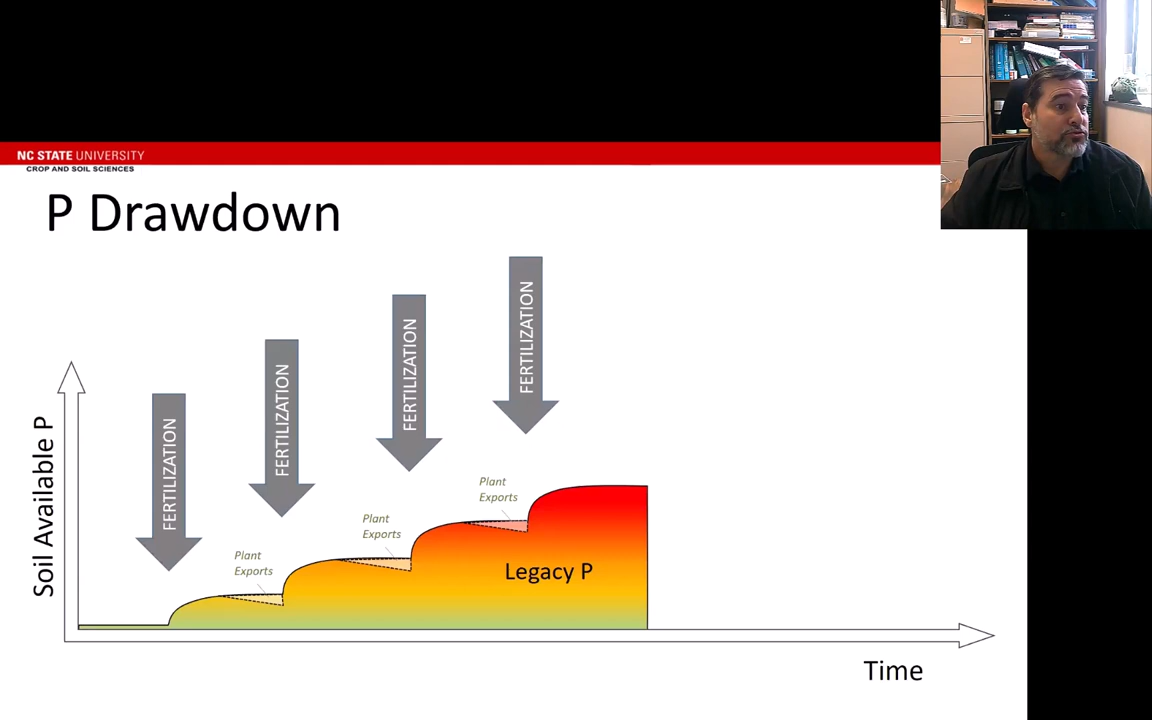 NC STATE UNIVERSITY
CROP AND SOIL SCIENCES
P Drawdown
FERTILIZATION
FERTILIZATION
FERTILIZATION
FERTILIZATION
Soil Available P
Plant
Exports
Plant
Exports
Plant
Exports
Legacy P
Time